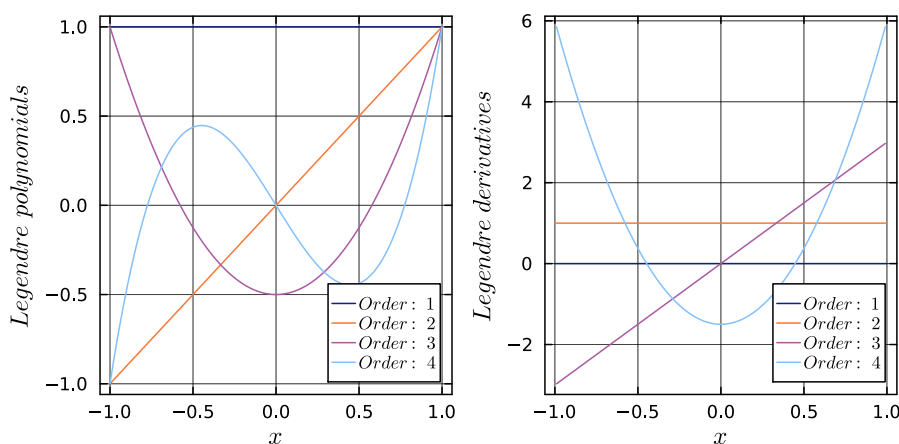 Legendre polynomials
1.0
0.5
0.0
−0.5
−1.0
−1.0 −0.5 0.0 0.5 1.0
x
Order: 1
Order: 2
Order: 3
Order: 4
Legendre derivatives
6
4
2
0
−2
−1.0 −0.5 0.0 0.5 1.0
x
Order: 1
Order: 2
Order: 3
Order: 4